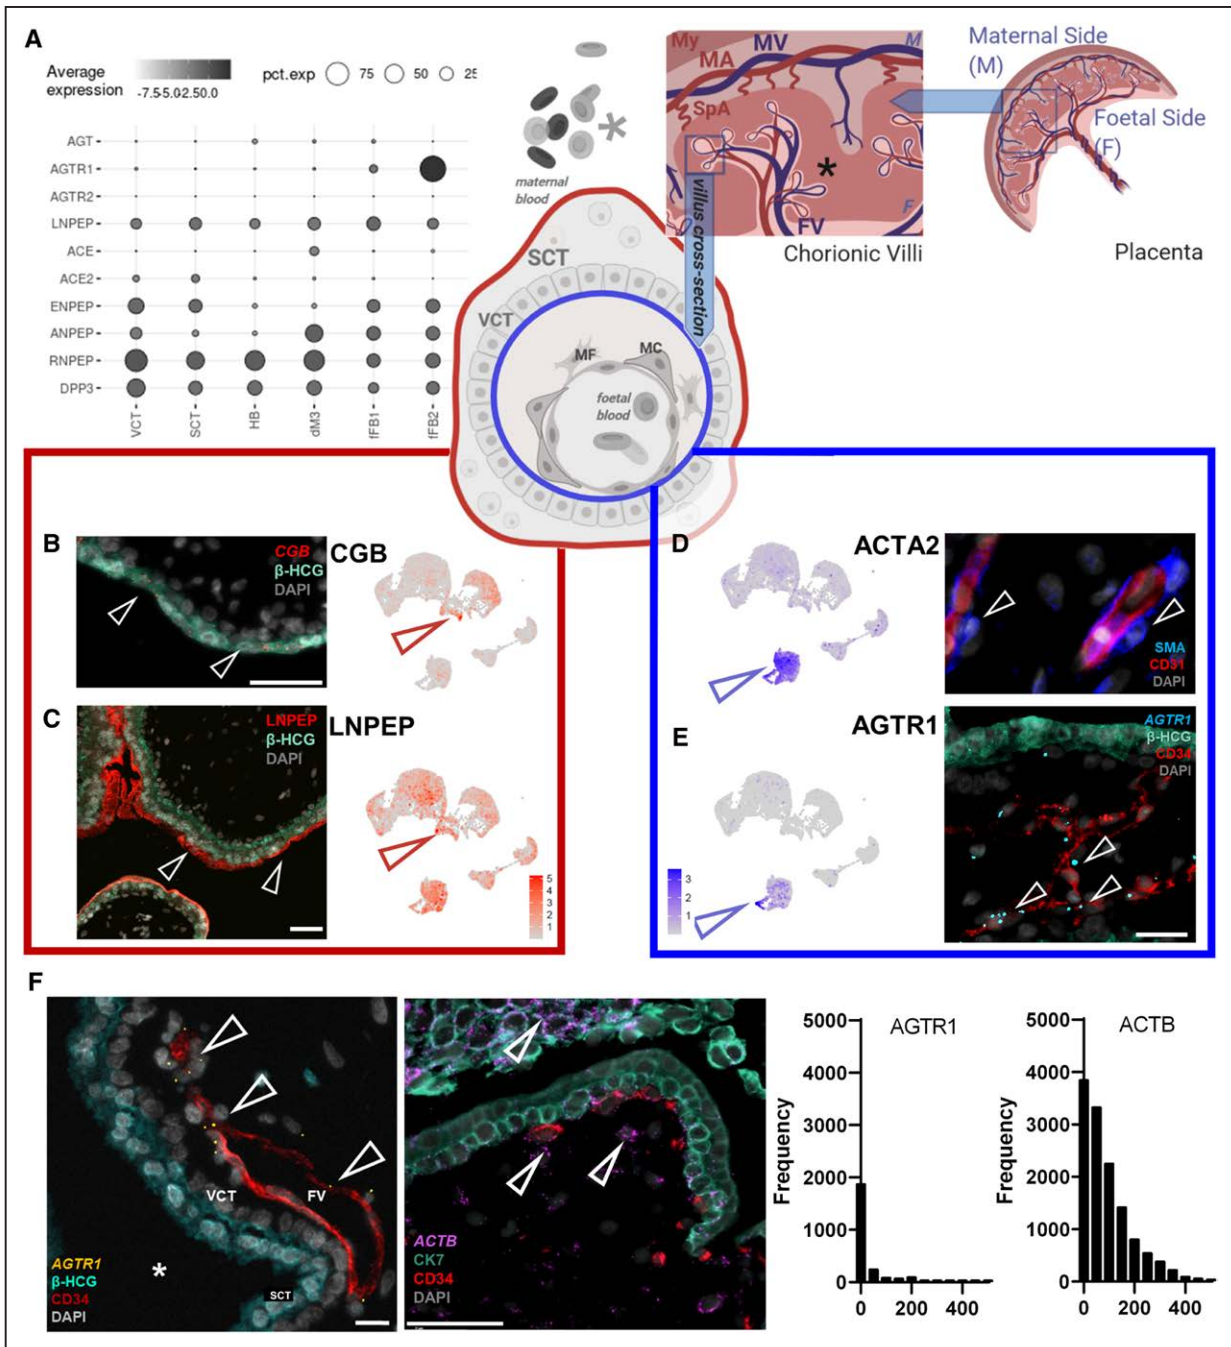 A
Average
expression
-7.5-5.02.50.0
pct.exp
75
50
25
AGT
AGTR1
AGTR2
LNPEP
ACE
ACE2
ENPEP
ANPEP
RNPEP
DPP3
VCT
SCT
HB
dM3
fFB1
fFB2
maternal
blood
*
My
MV
M
MA
SpA
*
FV
F
Chorionic Villi
villus cross-section
Maternal Side
(M)
Foetal Side
(F)
Placenta
SCT
VCT
MF
MC
foetal
blood
B
CGB
β-HCG
DAPI
CGB
C
LNPEP
β-HCG
DAPI
LNPEP
5
4
3
2
1
D
ACTA2
SMA
CD31
DAPI
E
AGTR1
3
2
1
AGTR1
β-HCG
CD34
DAPI
F
VCT
FV
*
SCT
AGTR1
β-HCG
CD34
DAPI
ACTB
CK7
CD34
DAPI
AGTR1
Frequency
5000
4000
3000
2000
1000
0
0
200
400
ACTB
Frequency
5000
4000
3000
2000
1000
0
0
200
400